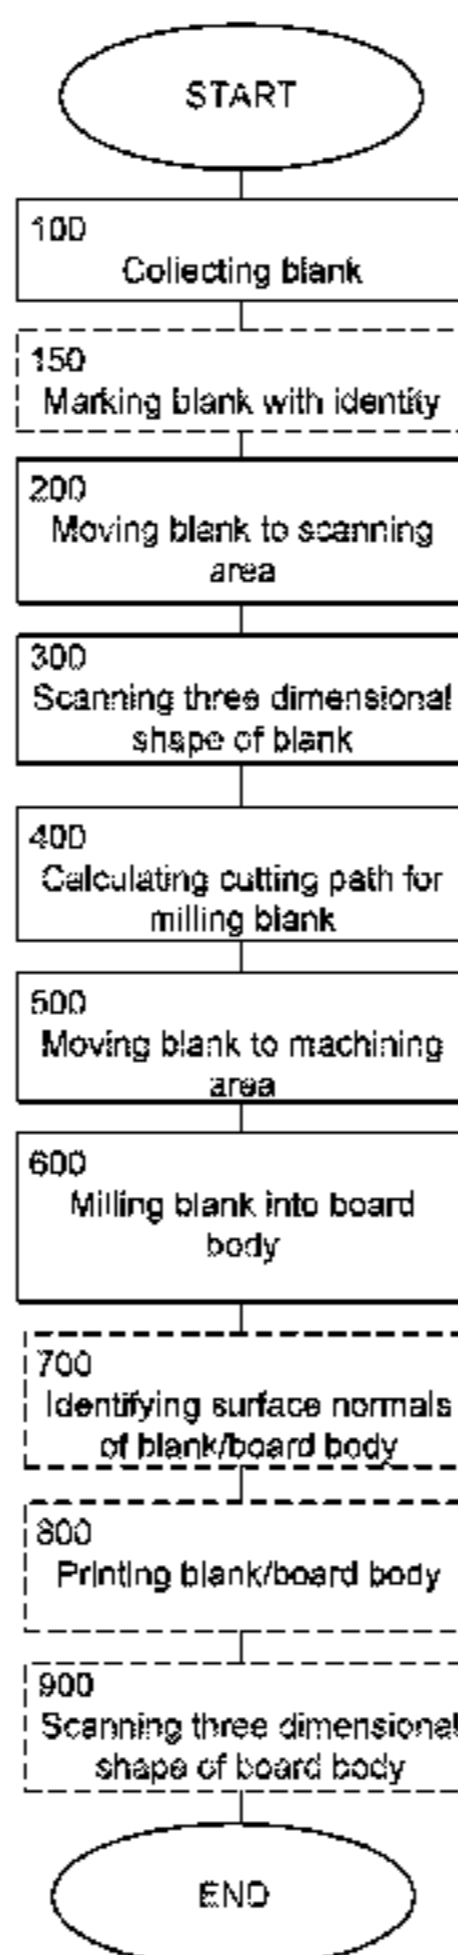 START
100
Collecting blank
150
Marking blank with identity
200
Moving blank to scanning
area
300
Scanning three dimensional
shape of blank
400
Calculating cutting path for
milling blank
500
Moving blank to machining
area
600
Milling blank into board
body
700
Identifying surface normals
of blank/board body
800
Printing blank/board body
900
Scanning three dimensional
shape of board body
END